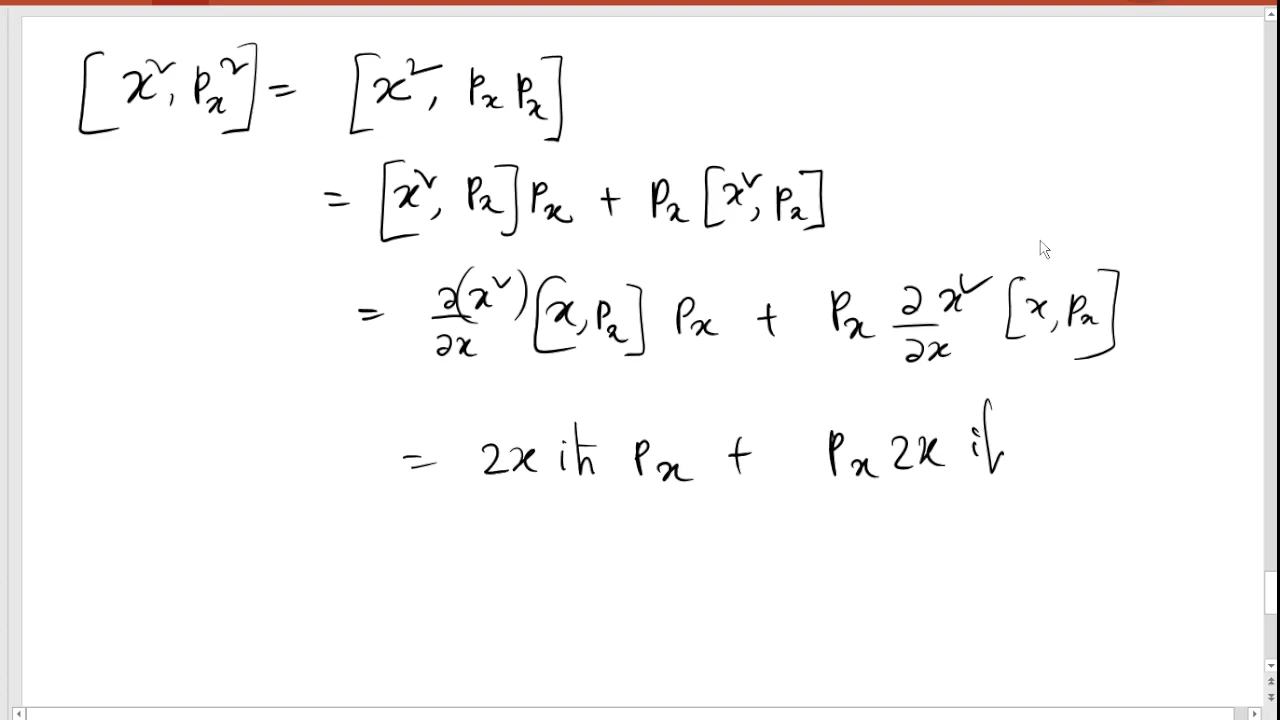 [x², pₓ²] = [x², pₓ pₓ]
= [x², pₓ] pₓ + pₓ [x², pₓ]
= ∂(x²)/∂x [x, pₓ] pₓ + pₓ ∂x²/∂x [x, pₓ]
= 2x iħ pₓ + pₓ 2x i